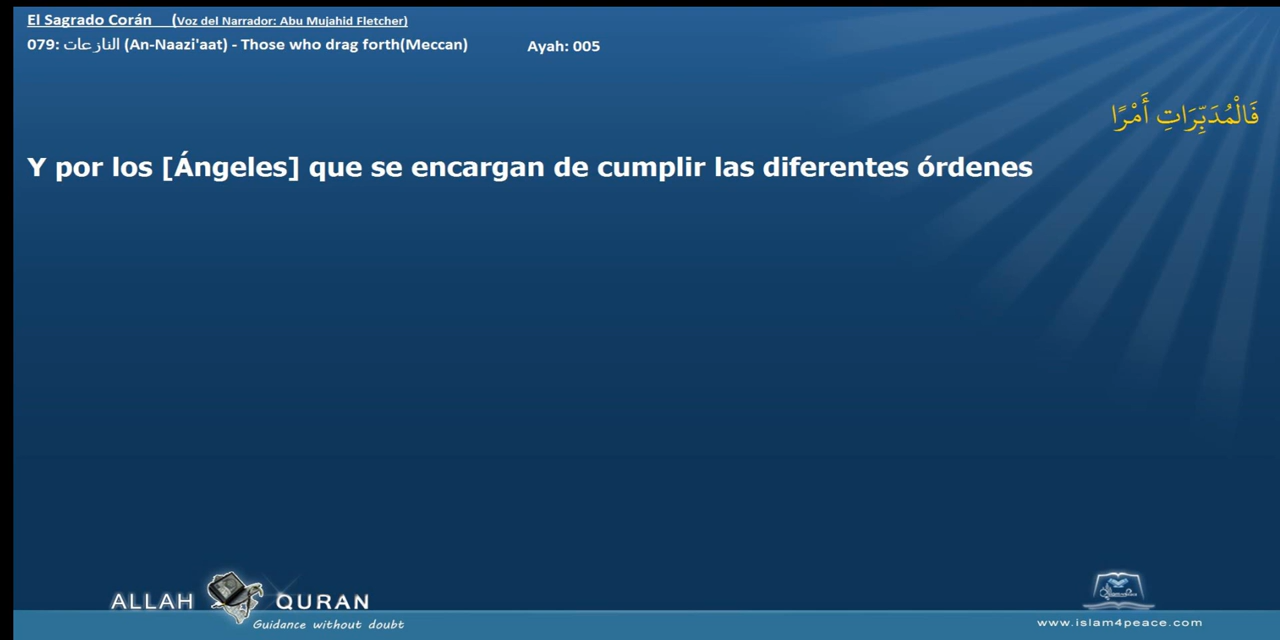 El Sagrado Corán (Voz del Narrador: Abu Mujahid Fletcher)
079: النازعات (An-Naazi'aat) - Those who drag forth(Meccan) Ayah: 005
فَالْمُدَبِّرَاتِ أَمْرًا
Y por los [Ángeles] que se encargan de cumplir las diferentes órdenes
ALLAH QURAN
Guidance without doubt
www.islam4peace.com